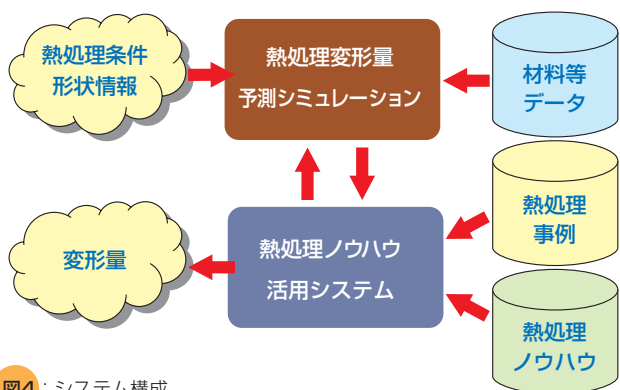 熱処理条件
形状情報
熱処理変形量
予測シミュレーション
材料等
データ
熱処理
事例
変形量
熱処理ノウハウ
活用システム
熱処理
ノウハウ
図4：システム構成